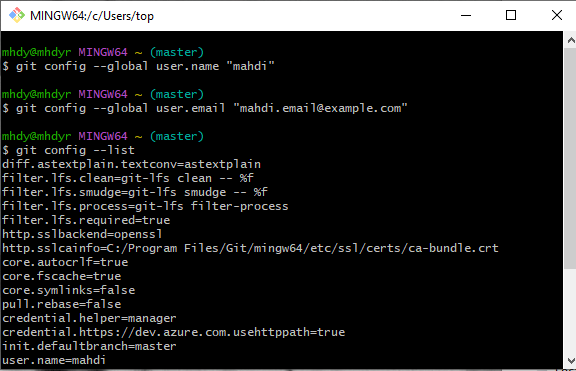 MINGW64:/c/Users/top
mhdy@mhdyr MINGW64 ~ (master)
$ git config --global user.name "mahdi"
mhdy@mhdyr MINGW64 ~ (master)
$ git config --global user.email "mahdi.email@example.com"
mhdy@mhdyr MINGW64 ~ (master)
$ git config --list
diff.astextplain.textconv=astextplain
filter.lfs.clean=git-lfs clean -- %f
filter.lfs.smudge=git-lfs smudge -- %f
filter.lfs.process=git-lfs filter-process
filter.lfs.required=true
http.sslbackend=openssl
http.sslcainfo=C:/Program Files/Git/mingw64/etc/ssl/certs/ca-bundle.crt
core.autocrlf=true
core.fscache=true
core.symlinks=false
pull.rebase=false
credential.helper=manager
credential.https://dev.azure.com.usehttppath=true
init.defaultbranch=master
user.name=mahdi